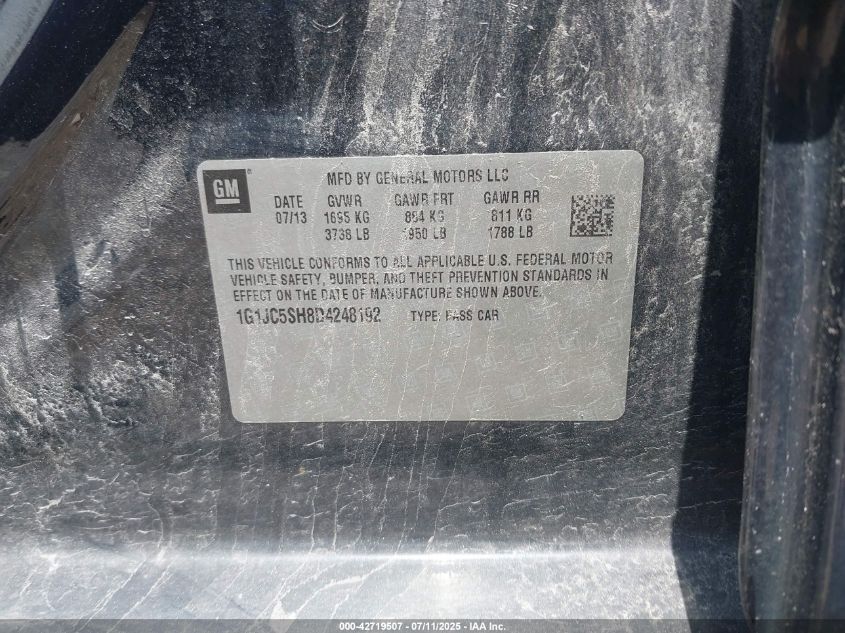 GM ®
MFD BY GENERAL MOTORS LLC
DATE GVWR GAWR FRT GAWR RR
07/13 1695 KG 884 KG 811 KG
3738 LB 1950 LB 1788 LB
THIS VEHICLE CONFORMS TO ALL APPLICABLE U.S. FEDERAL MOTOR
VEHICLE SAFETY, BUMPER, AND THEFT PREVENTION STANDARDS IN
EFFECT ON THE DATE OF MANUFACTURE SHOWN ABOVE.
1G1JC5SH8D4248192 TYPE: PASS CAR
000-42719507 - 07/11/2025 - IAA Inc.